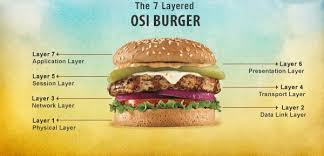 The 7 Layered
OSI BURGER
Layer 7
Application Layer
Layer 6
Presentation Layer
Layer 5
Session Layer
Layer 4
Transport Layer
Layer 3
Network Layer
Layer 2
Data Link Layer
Layer 1
Physical Layer